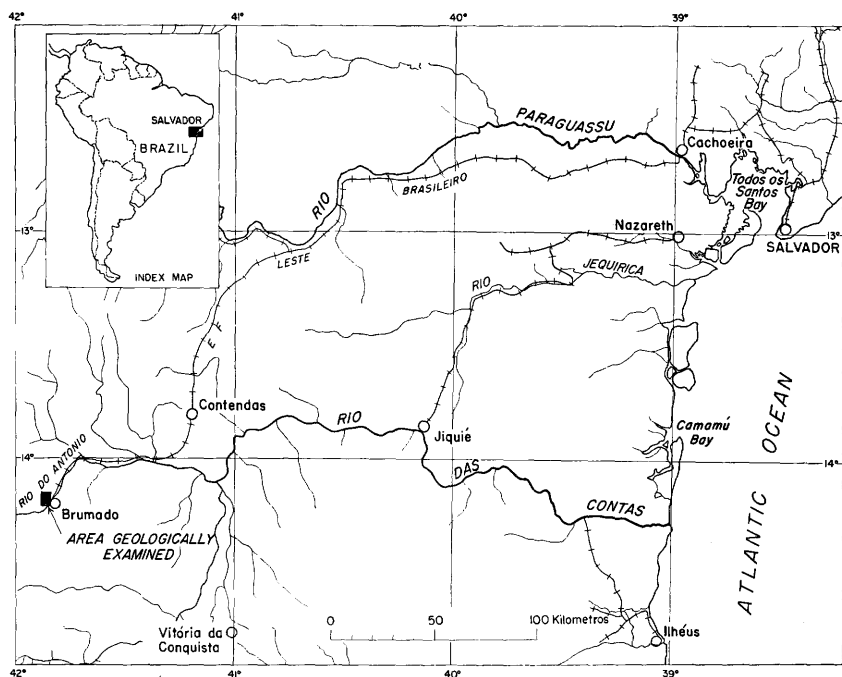 42° 41° 40° 39°
SALVADOR
BRAZIL
INDEX MAP
PARAGUASSU
Cachoeira
RIO
BRASILEIRO
Todos os
Santos
Bay
Nazareth
13° 13°
SALVADOR
LESTE
JEQUIRICA
RIO
E F
Contendas
RIO
Jiquié
Camamú
Bay
ATLANTIC OCEAN
14° 14°
RIO DO ANTONIO
DAS
CONTAS
Brumado
AREA GEOLOGICALLY
EXAMINED
0 50 100 Kilometros
Vitória da
Conquista
Ilhéus
42° 41° 40° 39°